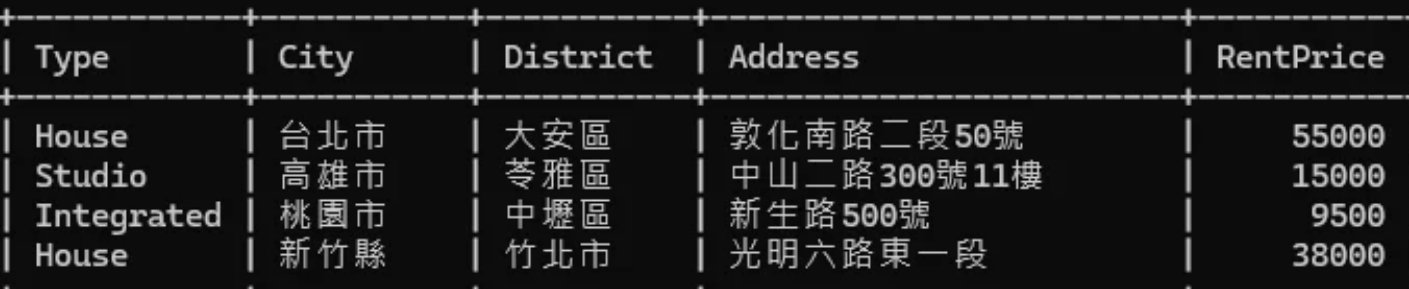 Type City District Address RentPrice
House 台北市 大安區 敦化南路二段50號 55000
Studio 高雄市 苓雅區 中山二路300號11樓 15000
Integrated 桃園市 中壢區 新生路500號 9500
House 新竹縣 竹北市 光明六路東一段 38000